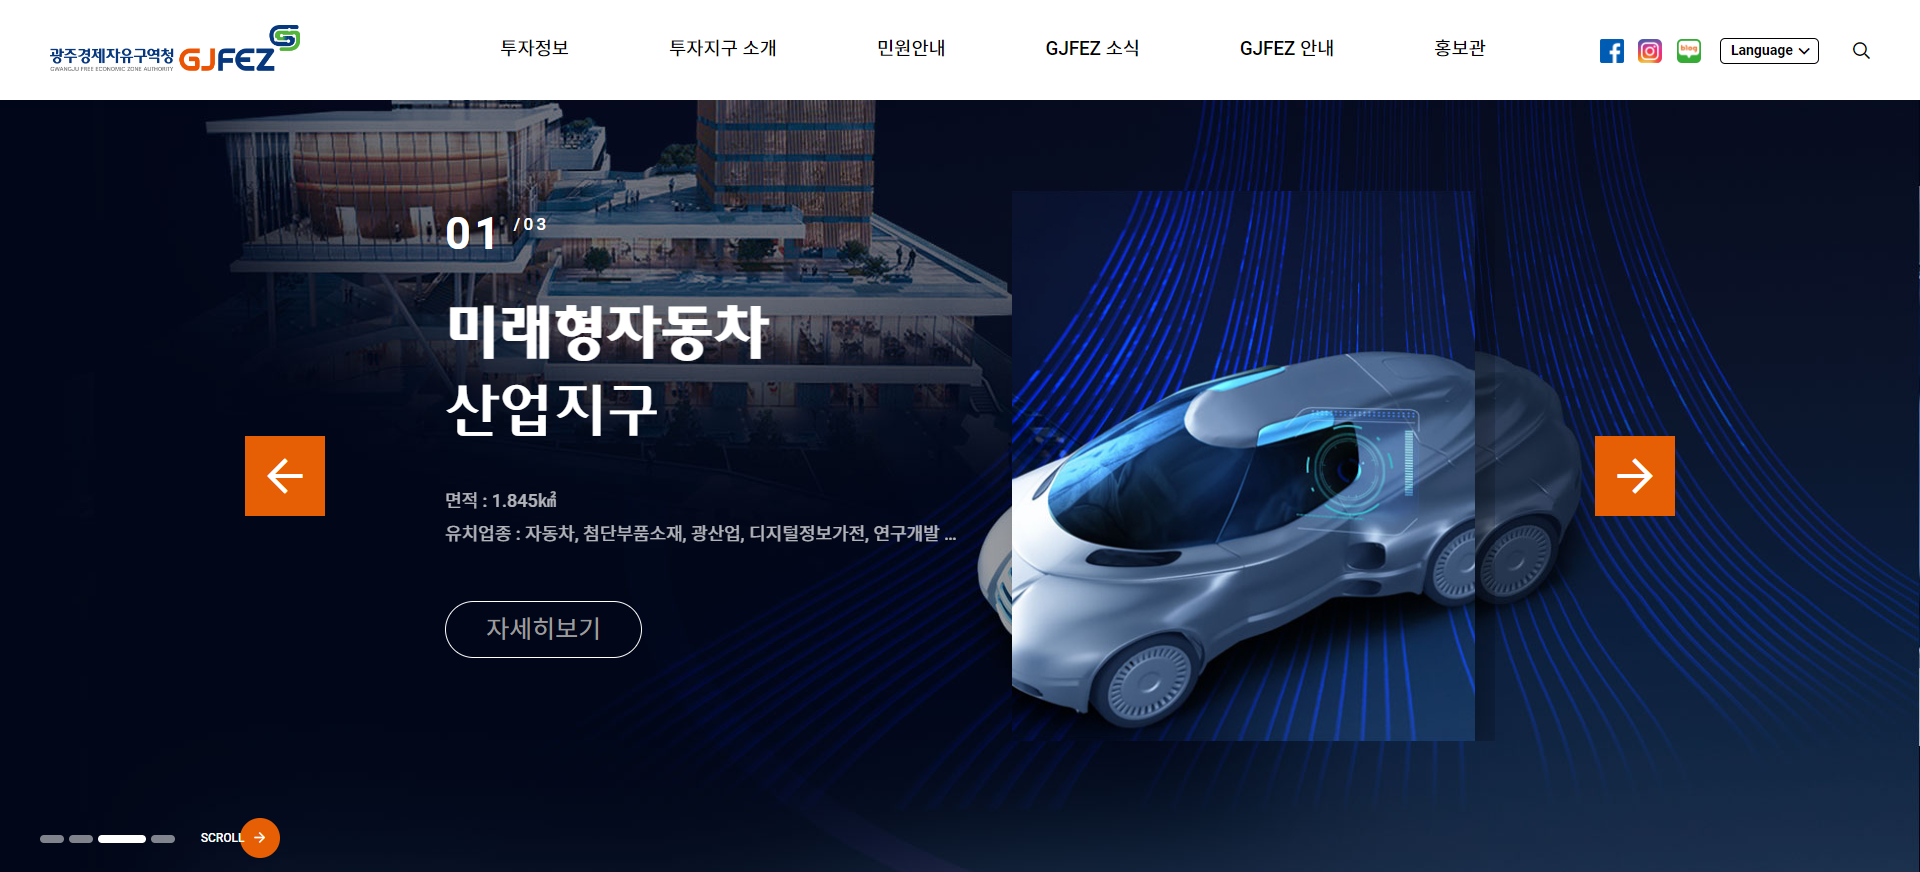 광주경제자유구역청 GJFEZ
GWANGJU FREE ECONOMIC ZONE AUTHORITY
투자정보
투자지구 소개
민원안내
GJFEZ 소식
GJFEZ 안내
홍보관
blog
Language
01 /03
미래형자동차
산업지구
면적 : 1.845㎢
유치업종 : 자동차, 첨단부품소재, 광산업, 디지털정보가전, 연구개발 ...
자세히보기
SCROLL